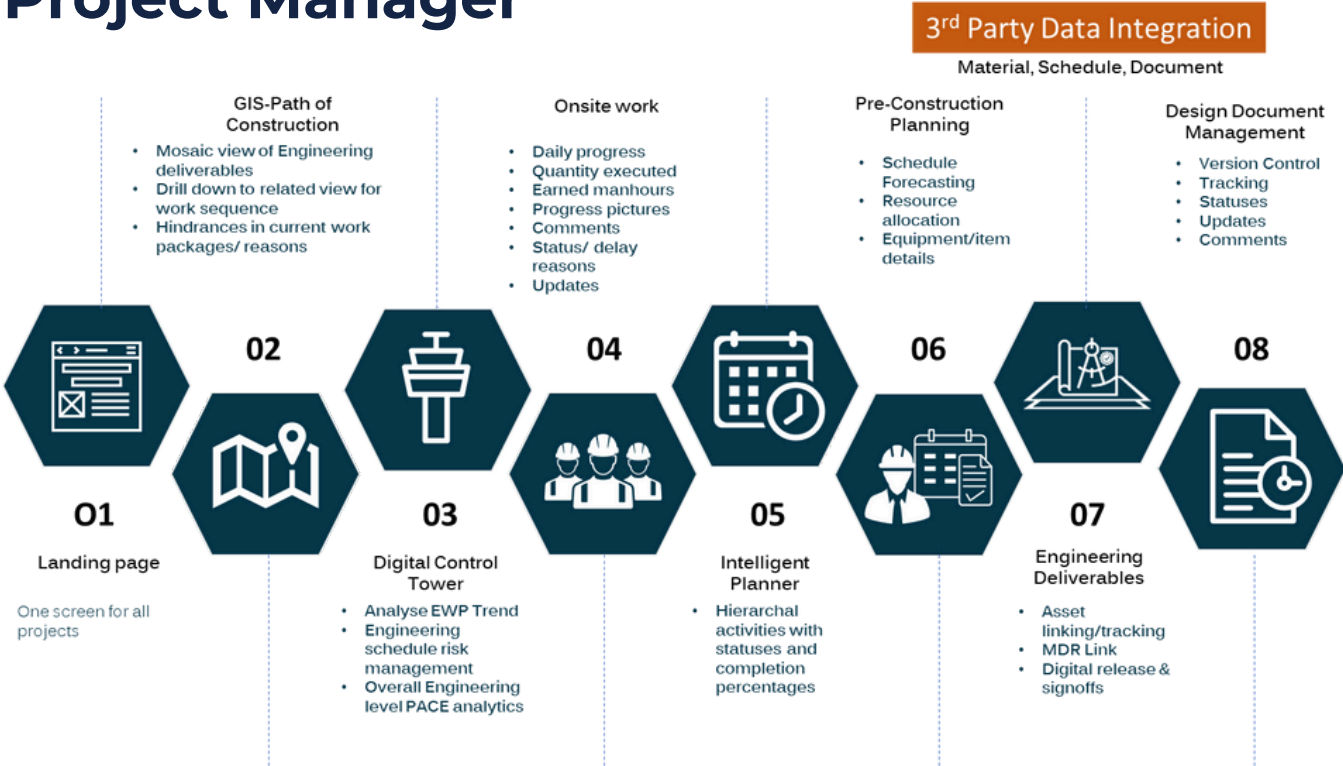 Project Manager
3rd Party Data Integration
Material, Schedule, Document
GIS-Path of
Construction
• Mosaic view of Engineering
deliverables
• Drill down to related view for
work sequence
• Hindrances in current work
packages/ reasons
Onsite work
• Daily progress
• Quantity executed
• Earned manhours
• Progress pictures
• Comments
• Status/ delay
reasons
• Updates
Pre-Construction
Planning
• Schedule
Forecasting
• Resource
allocation
• Equipment/item
details
Design Document
Management
• Version Control
• Tracking
• Statuses
• Updates
• Comments
02
04
06
08
O1
03
05
07
Landing page
One screen for all
projects
Digital Control
Tower
• Analyse EWP Trend
• Engineering
schedule risk
management
• Overall Engineering
level PACE analytics
Intelligent
Planner
• Hierarchal
activities with
statuses and
completion
percentages
Engineering
Deliverables
• Asset
linking/tracking
• MDR Link
• Digital release &
signoffs